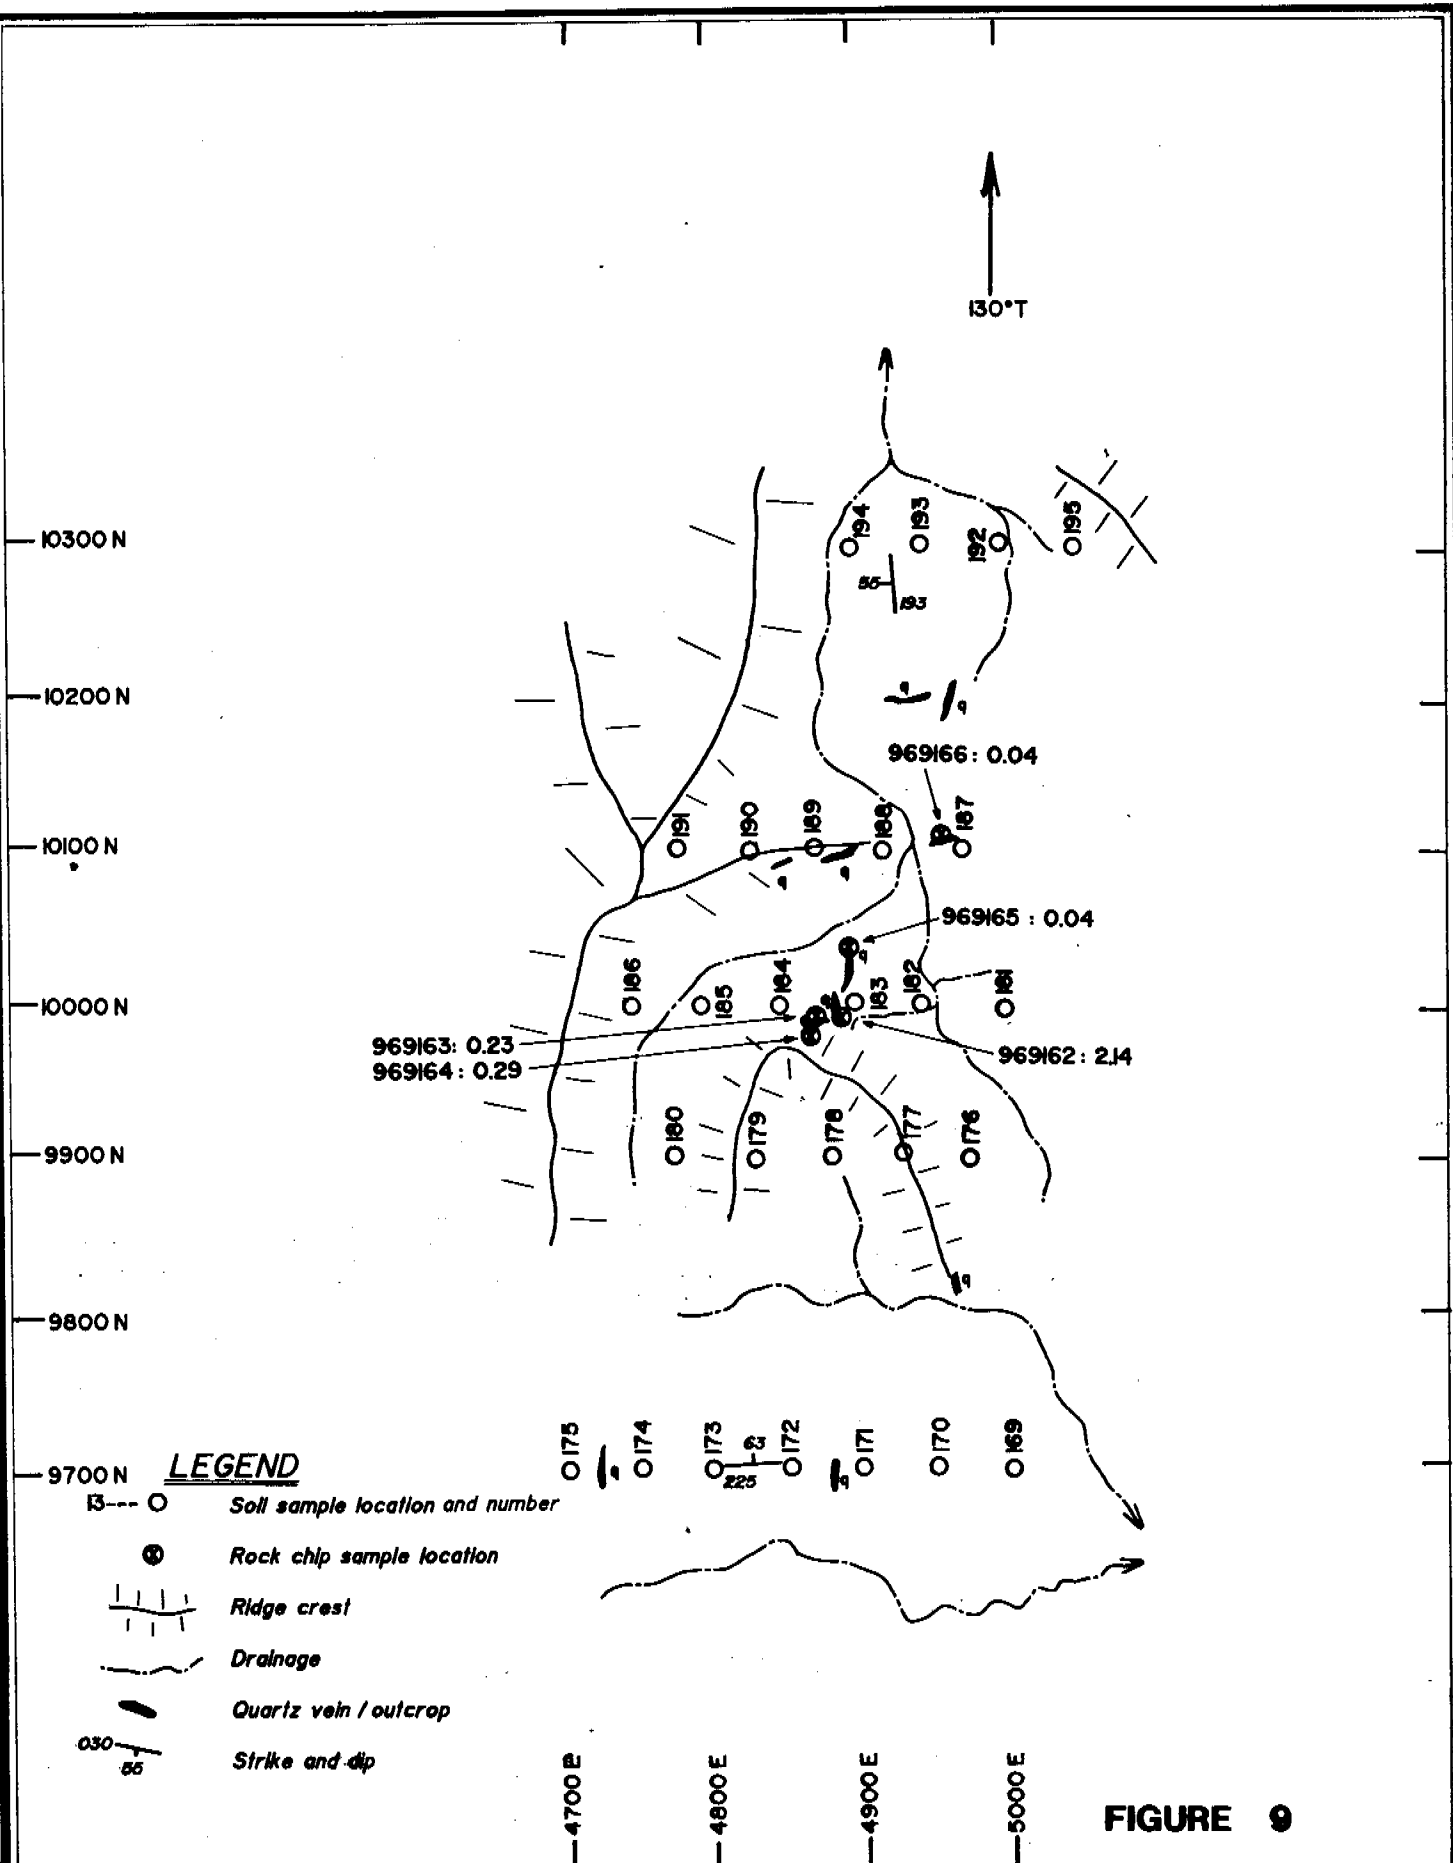 130°T
194
193
192
195
10300 N
55
193
10200 N
q
q
969166: 0.04
191
190
189
188
187
10100 N
q
q
969165 : 0.04
q
186
185
184
183
182
181
10000 N
q
969163: 0.23
969164: 0.29
969162: 2.14
180
179
178
177
176
9900 N
q
9800 N
175
174
173
63
172
171
170
169
q
225
q
9700 N
LEGEND
13--- Soil sample location and number
Rock chip sample location
Ridge crest
Drainage
Quartz vein / outcrop
030
55
Strike and dip
4700 E
4800 E
4900 E
5000 E
FIGURE 9